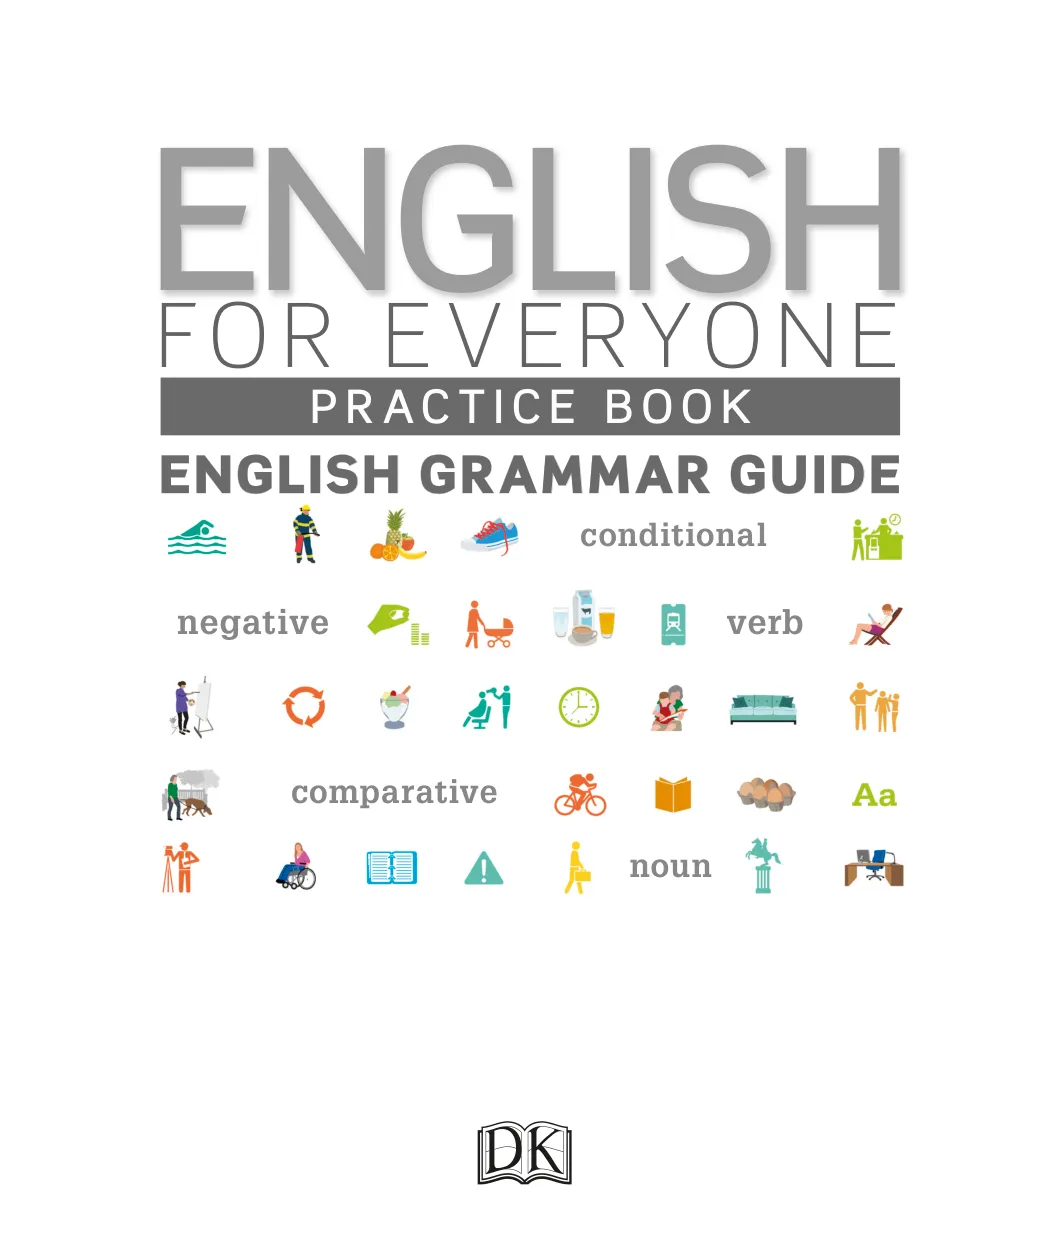 ENGLISH
FOR EVERYONE
PRACTICE BOOK
ENGLISH GRAMMAR GUIDE
conditional
negative
verb
comparative
Aa
noun
DK